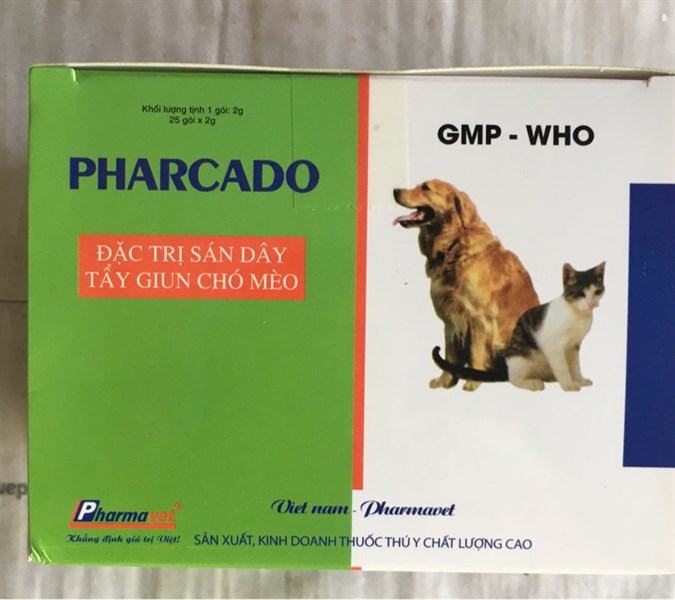 Khối lượng tịnh 1 gói: 2g
25 gói x 2g
PHARCADO
ĐẶC TRỊ SÁN DÂY
TẨY GIUN CHÓ MÈO
GMP - WHO
Pharmavet®
Khẳng định giá trị Việt!
Việt nam - Pharmavet
SẢN XUẤT, KINH DOANH THUỐC THÚ Y CHẤT LƯỢNG CAO